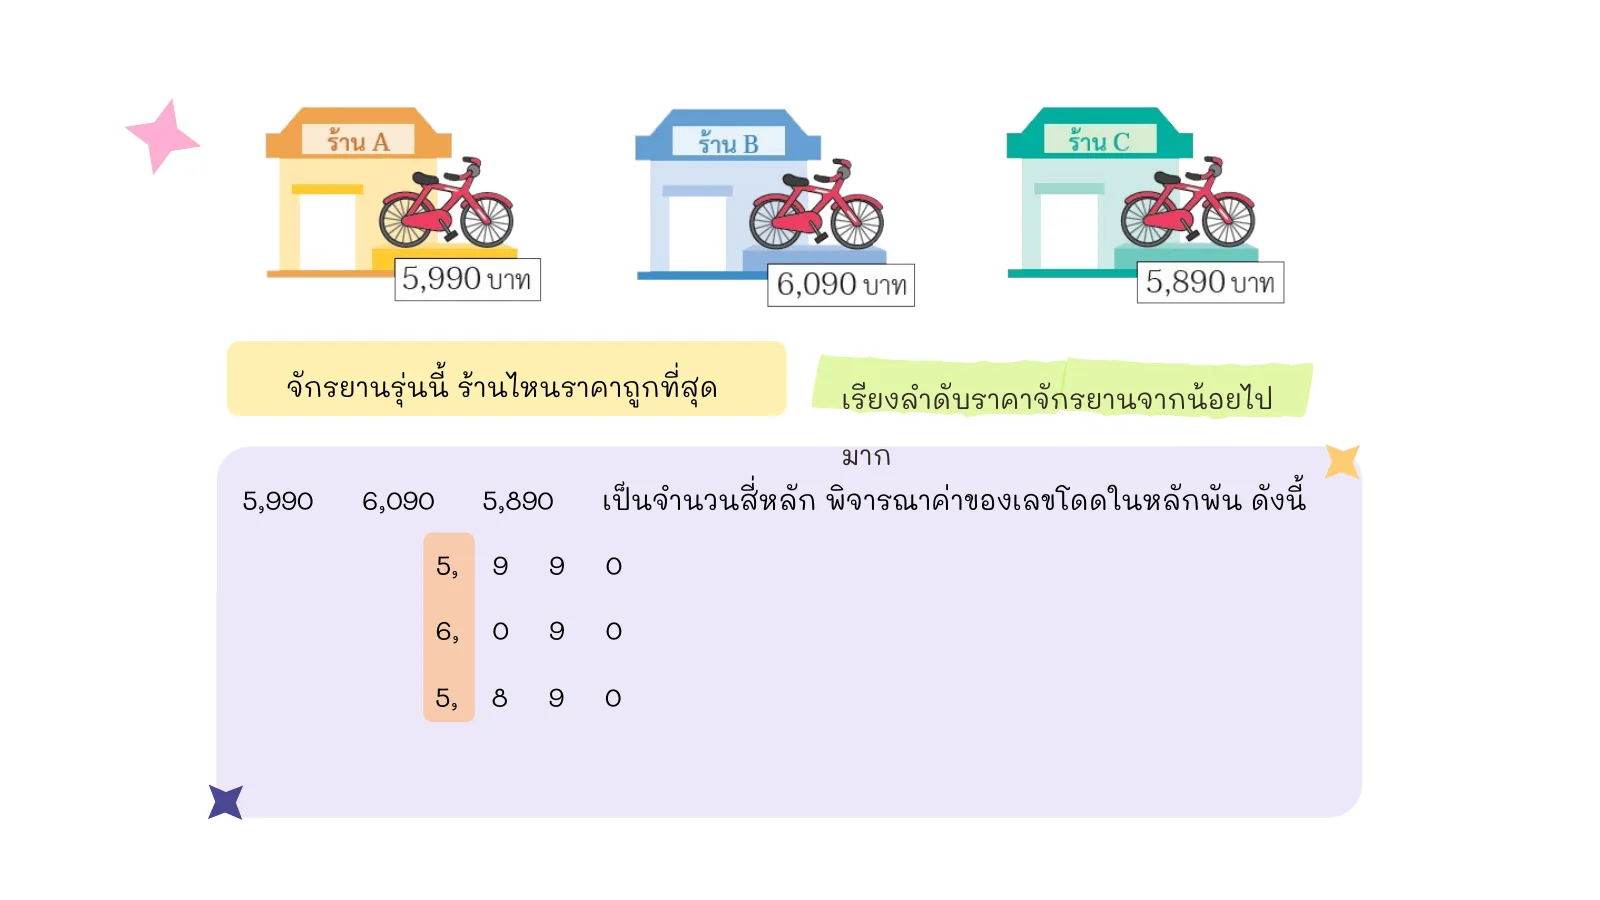 ร้าน A
ร้าน B
ร้าน C
5,990 บาท
6,090 บาท
5,890 บาท
จักรยานรุ่นนี้ ร้านไหนราคาถูกที่สุด
เรียงลำดับราคาจักรยานจากน้อยไป
มาก
5,990 6,090 5,890 เป็นจำนวนสี่หลัก พิจารณาค่าของเลขโดดในหลักพัน ดังนี้
5, 9 9 0
6, 0 9 0
5, 8 9 0